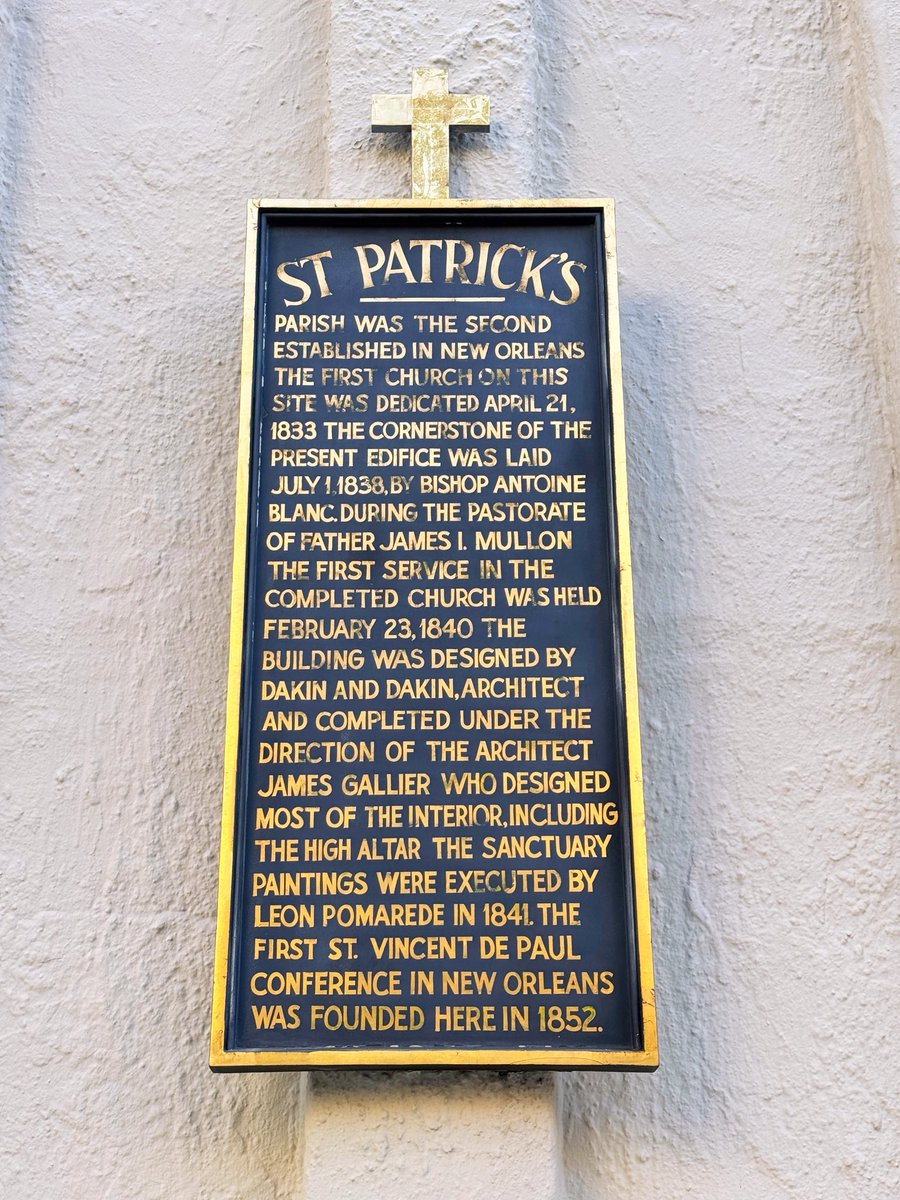 ST PATRICK'S
PARISH WAS THE SECOND
ESTABLISHED IN NEW ORLEANS
THE FIRST CHURCH ON THIS
SITE WAS DEDICATED APRIL 21,
1833 THE CORNERSTONE OF THE
PRESENT EDIFICE WAS LAID
JULY 1,1838,BY BISHOP ANTOINE
BLANC.DURING THE PASTORATE
OF FATHER JAMES I. MULLON
THE FIRST SERVICE IN THE
COMPLETED CHURCH WAS HELD
FEBRUARY 23,1840 THE
BUILDING WAS DESIGNED BY
DAKIN AND DAKIN,ARCHITECT
AND COMPLETED UNDER THE
DIRECTION OF THE ARCHITECT
JAMES GALLIER WHO DESIGNED
MOST OF THE INTERIOR,INCLUDING
THE HIGH ALTAR THE SANCTUARY
PAINTINGS WERE EXECUTED BY
LEON POMAREDE IN 1841.THE
FIRST ST. VINCENT DE PAUL
CONFERENCE IN NEW ORLEANS
WAS FOUNDED HERE IN 1852.